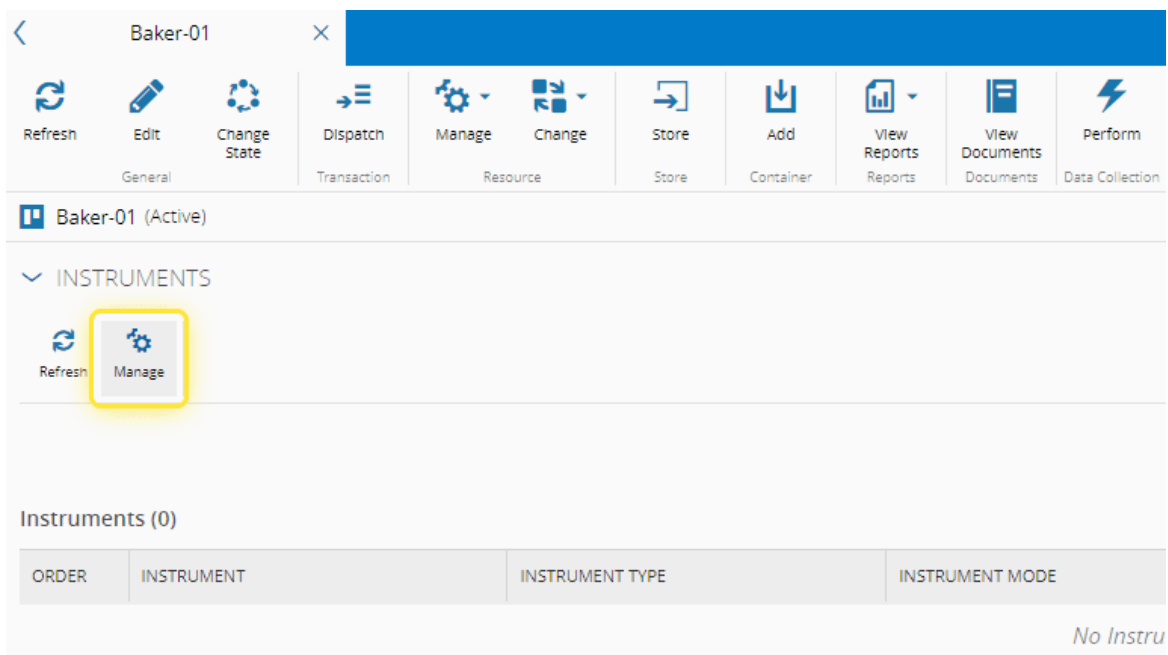 Baker-01
Refresh Edit Change State Dispatch Manage Change Store Add View Reports View Documents Perform
General Transaction Resource Store Container Reports Documents Data Collection
Baker-01 (Active)
INSTRUMENTS
Refresh Manage
Instruments (0)
ORDER INSTRUMENT INSTRUMENT TYPE INSTRUMENT MODE
No Instru